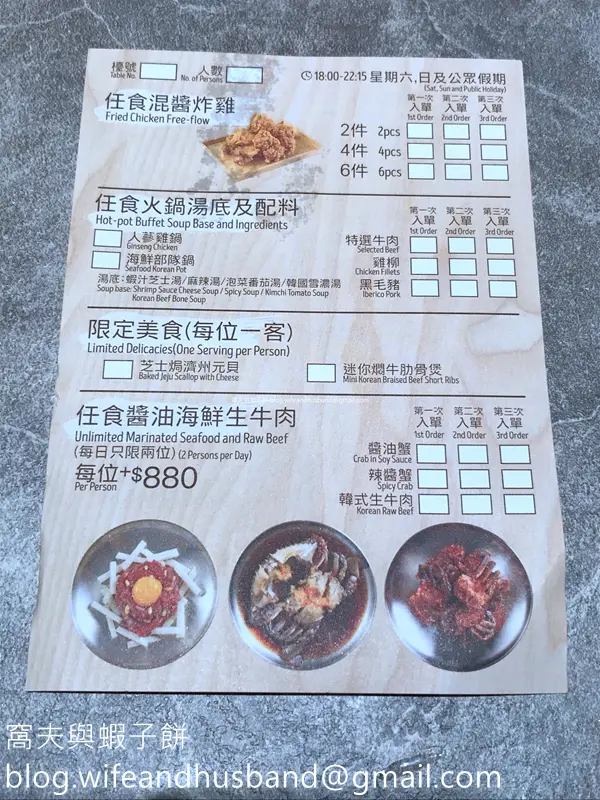 檯號 人數 18:00-22:15 星期六,日及公眾假期
Table No. No. of Persons (Sat, Sun and Public Holiday)
任食混醬炸雞
Fried Chicken Free-flow
第一次 第二次 第三次
入單 入單 入單
1st Order 2nd Order 3rd Order
2件 2pcs
4件 4pcs
6件 6pcs
任食火鍋湯底及配料
Hot-pot Buffet Soup Base and Ingredients
人蔘雞鍋
Ginseng Chicken
海鮮部隊鍋
Seafood Korean Pot
湯底:蝦汁芝士湯/麻辣湯/泡菜番茄湯/韓國雪濃湯
Soup base: Shrimp Sauce Cheese Soup / Spicy Soup / Kimchi Tomato Soup
Korean Beef Bone Soup
第一次 第二次 第三次
入單 入單 入單
1st Order 2nd Order 3rd Order
特選牛肉
Selected Beef
雞柳
Chicken Fillets
黑毛豬
Iberico Pork
限定美食(每位一客)
Limited Delicacies(One Serving per Person)
芝士焗濟州元貝 迷你燜牛肋骨煲
Baked Jeju Scallop with Cheese Mini Korean Braised Beef Short Ribs
任食醬油海鮮生牛肉
Unlimited Marinated Seafood and Raw Beef
(每日只限兩位) (2 Persons per Day)
每位+$880
Per Person
第一次 第二次 第三次
入單 入單 入單
1st Order 2nd Order 3rd Order
醬油蟹
Crab in Soy Sauce
辣醬蟹
Spicy Crab
韓式生牛肉
Korean Raw Beef
窩夫與蝦子餅
blog.wifeandhusband@gmail.com